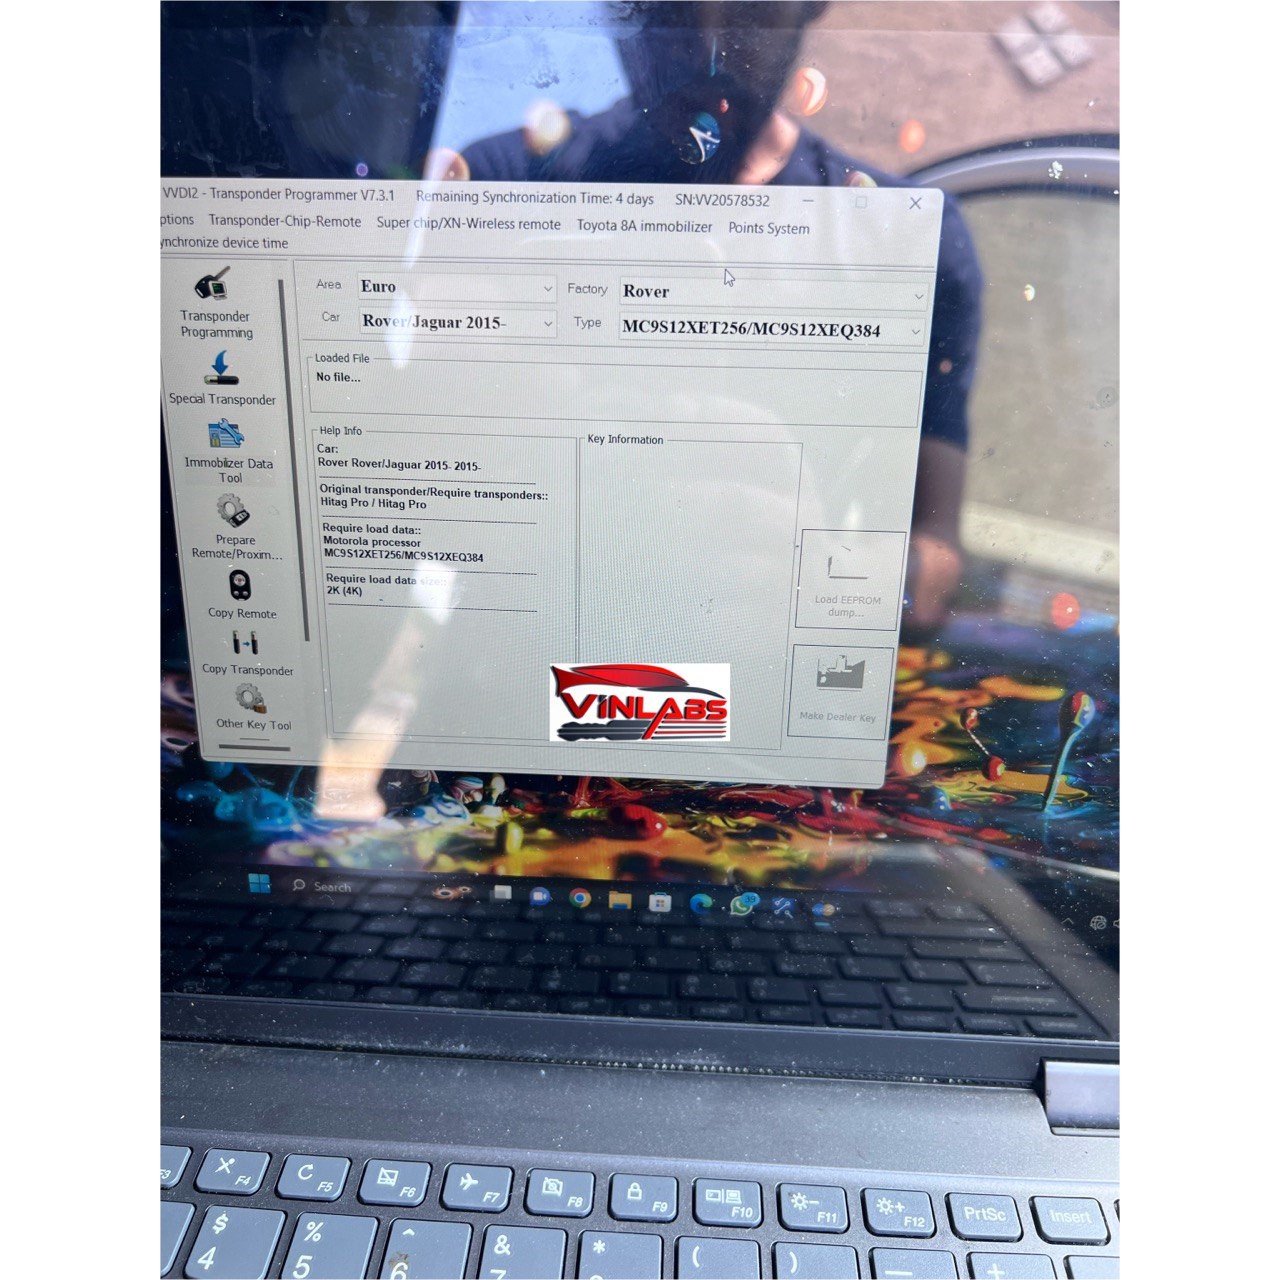 VVDI2 - Transponder Programmer V7.3.1 Remaining Synchronization Time: 4 days SN:VV20578532
ptions Transponder-Chip-Remote Super chip/XN-Wireless remote Toyota 8A immobilizer Points System
ynchronize device time
Transponder
Programming
Special Transponder
Immobilizer Data
Tool
Prepare
Remote/Proxim...
Copy Remote
Copy Transponder
Other Key Tool
Area Euro Factory Rover
Car Rover/Jaguar 2015- Type MC9S12XET256/MC9S12XEQ384
Loaded File
No file...
Help Info
Car:
Rover Rover/Jaguar 2015- 2015-
Original transponder/Require transponders::
Hitag Pro / Hitag Pro
Require load data::
Motorola processor
MC9S12XET256/MC9S12XEQ384
Require load data size::
2K (4K)
Key Information
Load EEPROM
dump...
Make Dealer Key
ViNLABS
Search
39
F3 F4 F5 F6 F7 F8 F9 F10 F11 F12 PrtSc Insert
$ % ^ & * ( ) — +
4 5 6 7